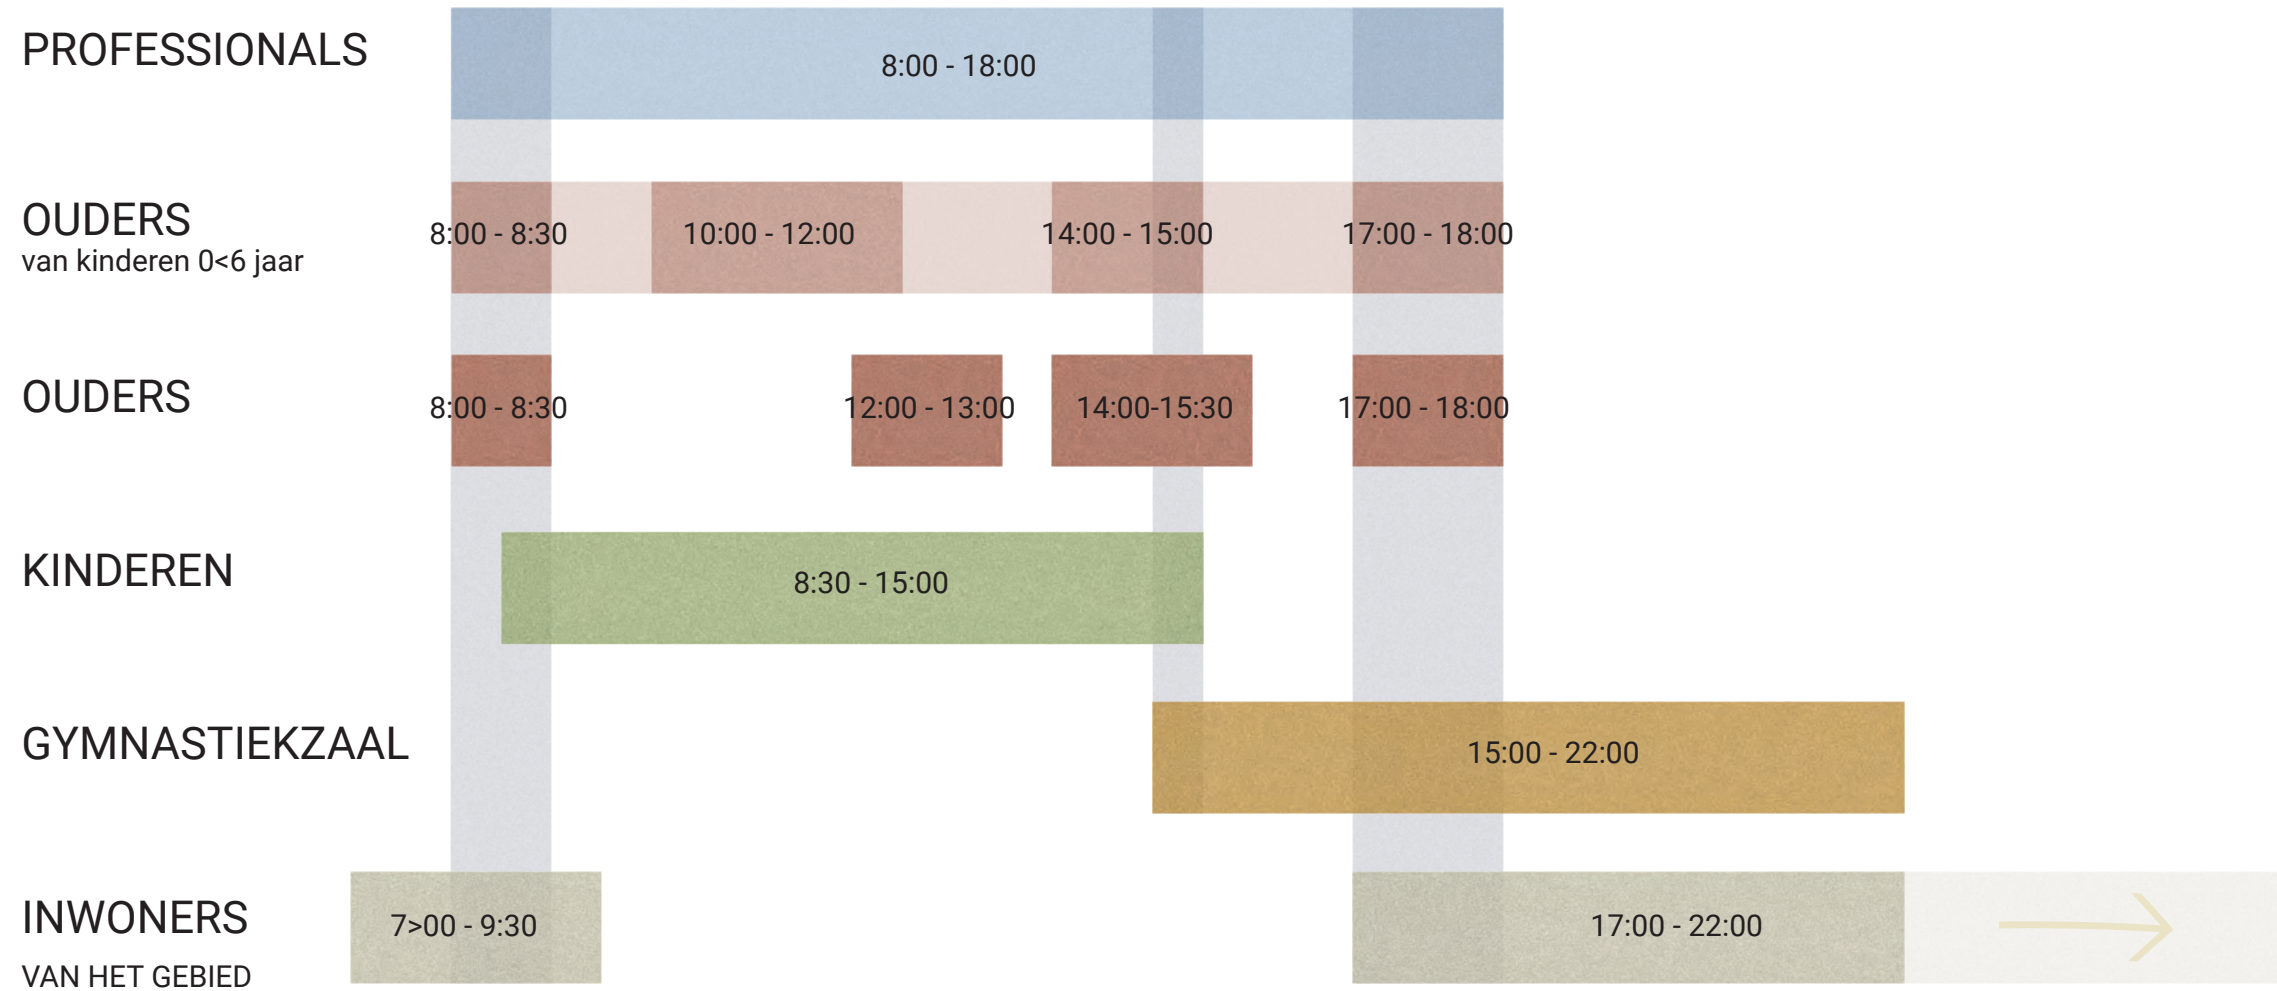 PROFESSIONALS
8:00 - 18:00
OUDERS
van kinderen 0<6 jaar
8:00 - 8:30
10:00 - 12:00
14:00 - 15:00
17:00 - 18:00
OUDERS
8:00 - 8:30
12:00 - 13:00
14:00-15:30
17:00 - 18:00
KINDEREN
8:30 - 15:00
GYMNASTIEKZAAL
15:00 - 22:00
INWONERS
VAN HET GEBIED
7>00 - 9:30
17:00 - 22:00